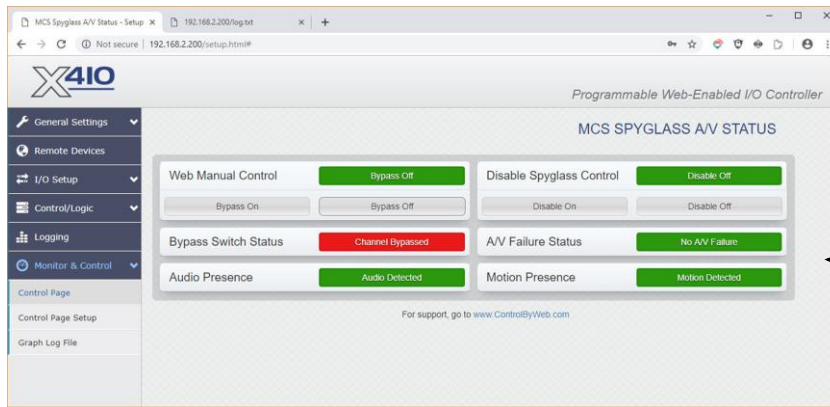 MCS Spyglass A/V Status - Setup
192.168.2.200/log.txt
Not secure | 192.168.2.200/setup.html#
X410
Programmable Web-Enabled I/O Controller
General Settings
Remote Devices
I/O Setup
Control/Logic
Logging
Monitor & Control
Control Page
Control Page Setup
Graph Log File
MCS SPYGLASS A/V STATUS
Web Manual Control
Bypass Off
Bypass On
Bypass Off
Disable Spyglass Control
Disable Off
Disable On
Disable Off
Bypass Switch Status
Channel Bypassed
A/V Failure Status
No A/V Failure
Audio Presence
Audio Detected
Motion Presence
Motion Detected
For support, go to www.ControlByWeb.com